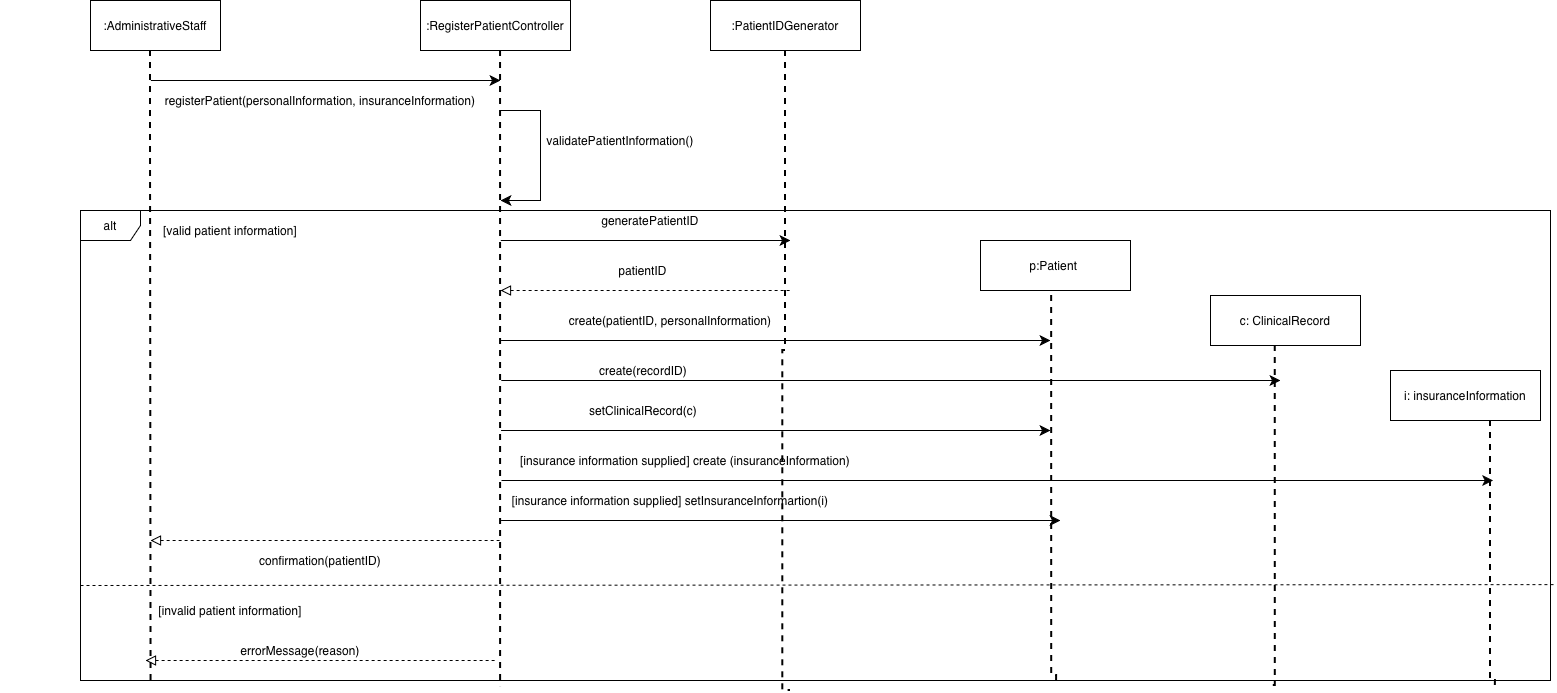 :AdministrativeStaff
:RegisterPatientController
:PatientIDGenerator
registerPatient(personalInformation, insuranceInformation)
validatePatientInformation()
alt
[valid patient information]
generatePatientID
p:Patient
patientID
c: ClinicalRecord
create(patientID, personalInformation)
create(recordID)
i: insuranceInformation
setClinicalRecord(c)
[insurance information supplied] create (insuranceInformation)
[insurance information supplied] setInsuranceInformartion(i)
confirmation(patientID)
[invalid patient information]
errorMessage(reason)